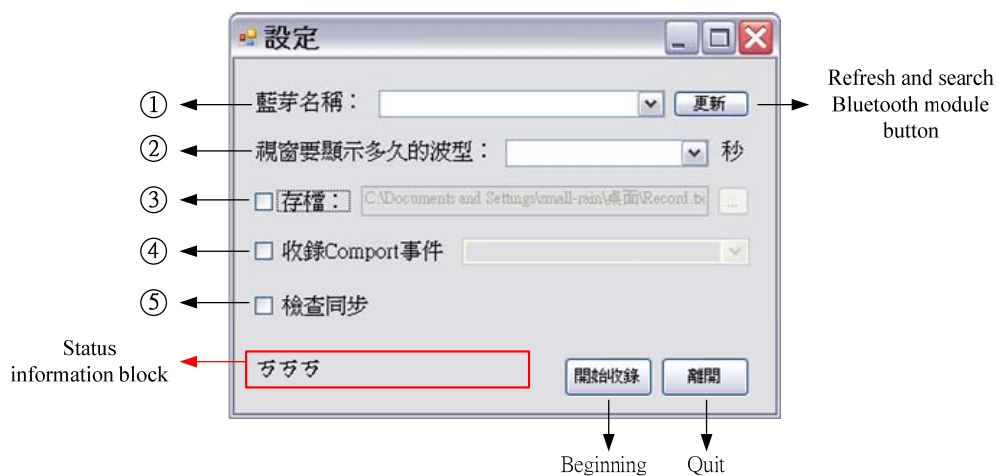 設定
① 藍芽名稱： 更新
Refresh and search
Bluetooth module
button
② 視窗要顯示多久的波型： 秒
③ 存檔： C:\Documents and Settings\small-rain\桌面\Record.tx ...
④ 收錄Comport事件
⑤ 檢查同步
Status
information block
ㄎㄎㄎ
開始收錄 離開
Beginning Quit